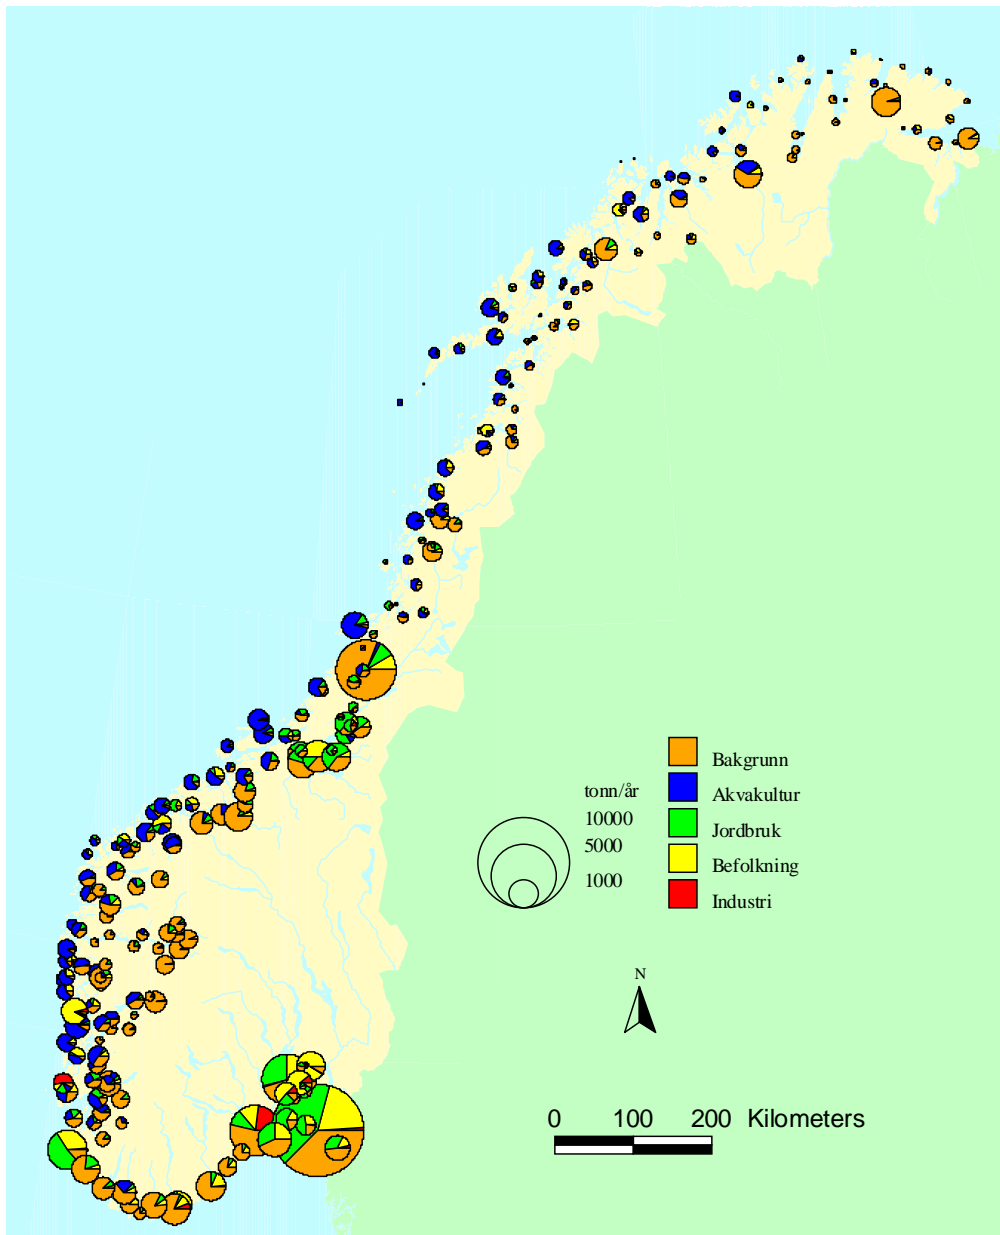 Bakgrunn
tonn/år
Akvakultur
10000
Jordbruk
5000
Befolkning
1000
Industri
N
0 100 200 Kilometers